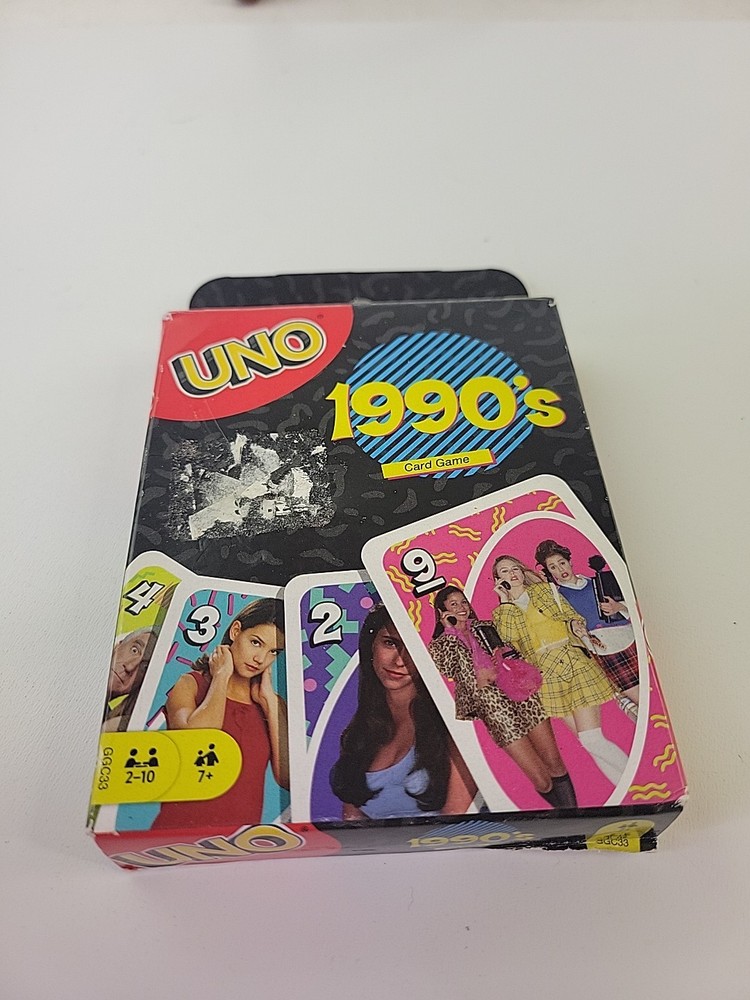 UNO
1990's
Card Game
4
3
2
9
GGC33
2-10
7+
UNO
1990's
GGC33